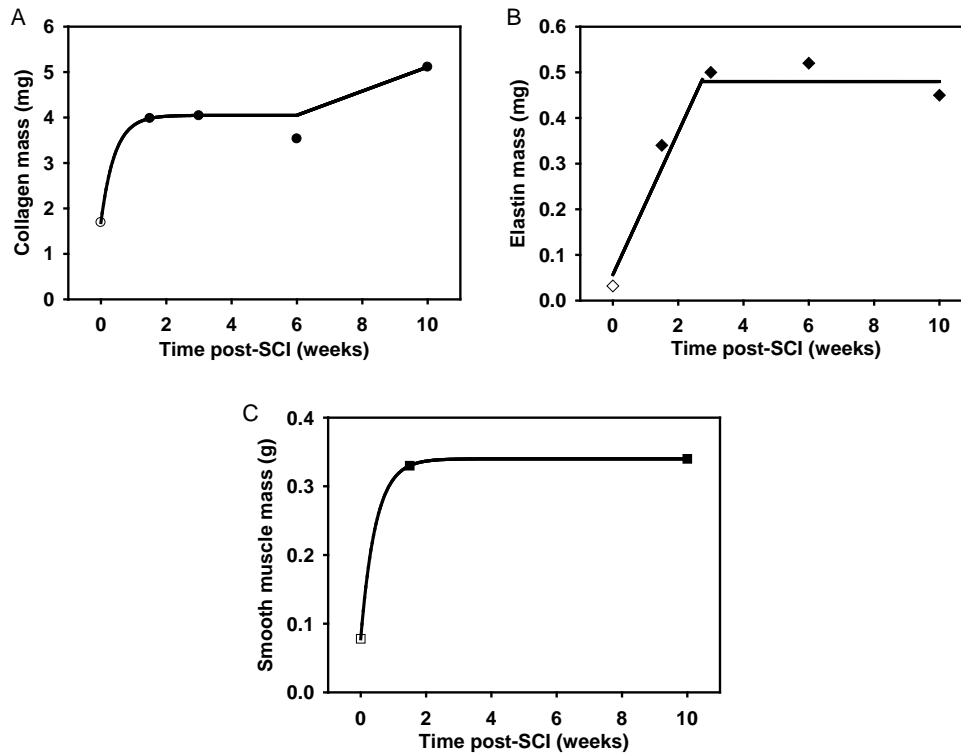 A
6
5
4
3
2
1
0
Collagen mass (mg)
0 2 4 6 8 10
Time post-SCI (weeks)
B
0.6
0.5
0.4
0.3
0.2
0.1
0.0
Elastin mass (mg)
0 2 4 6 8 10
Time post-SCI (weeks)
C
0.4
0.3
0.2
0.1
0.0
Smooth muscle mass (g)
0 2 4 6 8 10
Time post-SCI (weeks)